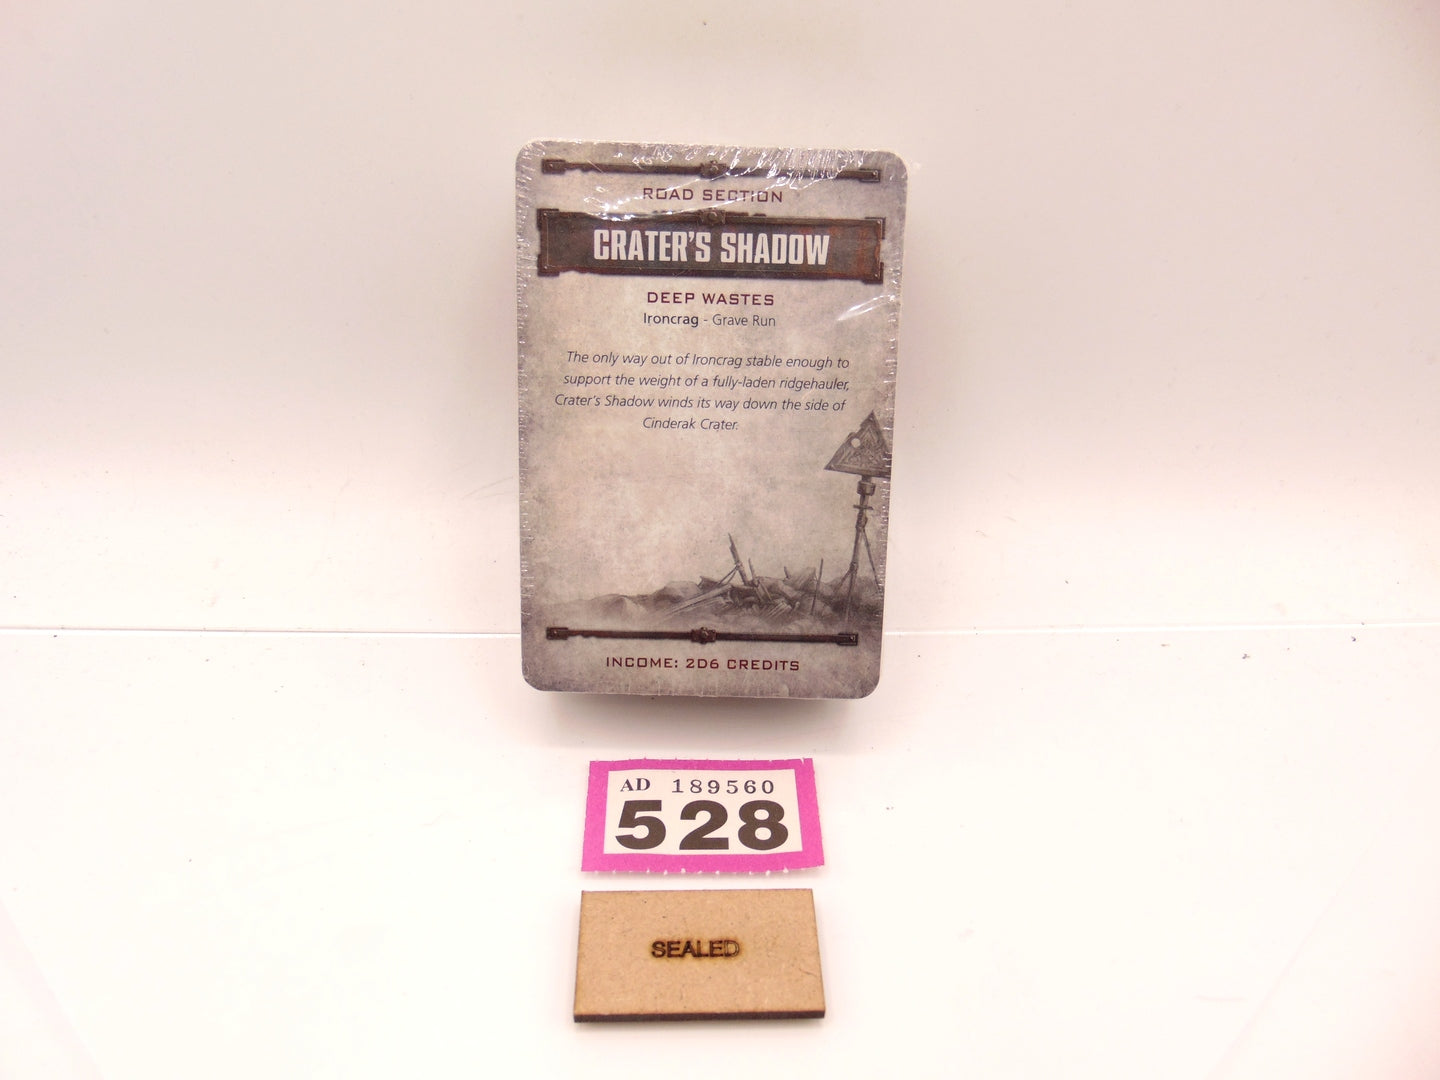 ROAD SECTION
CRATER'S SHADOW
DEEP WASTES
Ironcrag - Grave Run
The only way out of Ironcrag stable enough to
support the weight of a fully-laden ridgehauler,
Crater's Shadow winds its way down the side of
Cinderak Crater.
INCOME: 2D6 CREDITS
AD 189560
528
SEALED